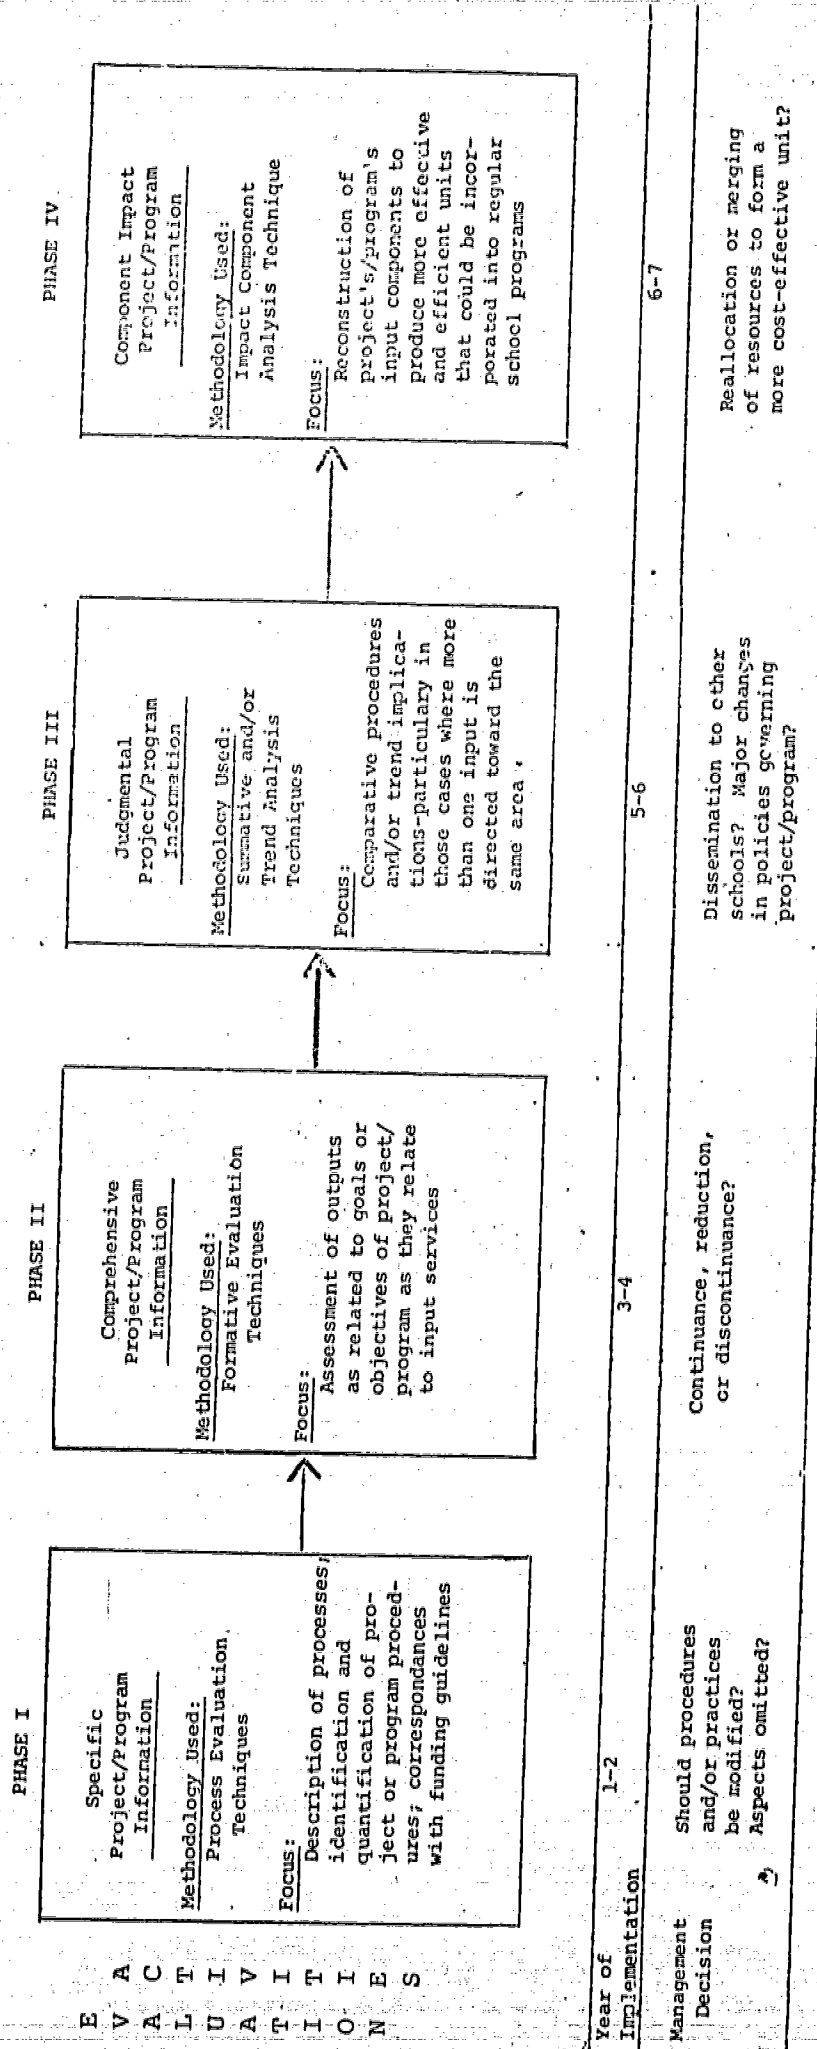 PHASE I
Specific
Project/Program
Information
Methodology Used:
Process Evaluation
Techniques
Focus:
Description of processes;
identification and
quantification of pro-
ject or program proced-
ures; correspondances
with funding guidelines
PHASE II
Comprehensive
Project/Program
Information
Methodology Used:
Formative Evaluation
Techniques
Focus:
Assessment of outputs
as related to goals or
objectives of project/
program as they relate
to input services
PHASE III
Judgmental
Project/Program
Information
Methodology Used:
Summative and/or
Trend Analysis
Techniques
Focus:
Comparative procedures
and/or trend implica-
tions-particulary in
those cases where more
than one input is
directed toward the
same area.
PHASE IV
Component Impact
Project/Program
Information
Methodology Used:
Impact Component
Analysis Technique
Focus:
Reconstruction of
project's/program's
input components to
produce more effective
and efficient units
that could be incor-
porated into regular
school programs
EVALUATION
ACTIVITIES
Year of
Implementation
1-2
3-4
5-6
6-7
Management
Decision
Should procedures
and/or practices
be modified?
Aspects omitted?
Continuance, reduction,
or discontinuance?
Dissemination to other
schools? Major changes
in policies governing
project/program?
Reallocation or merging
of resources to form a
more cost-effective unit?